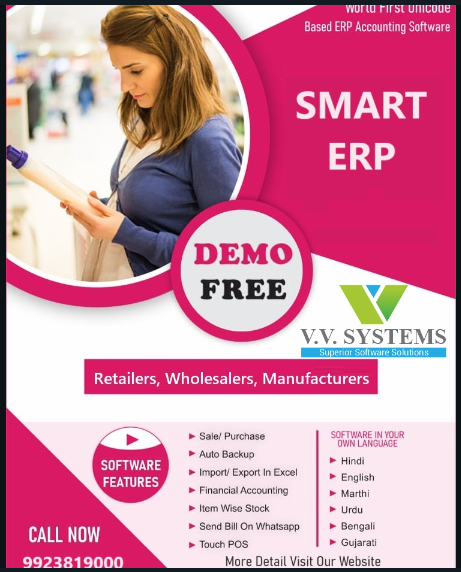 World First Unicode
Based ERP Accounting Software
SMART
ERP
DEMO
FREE
V.V. SYSTEMS
Superior Software Solutions
Retailers, Wholesalers, Manufacturers
SOFTWARE
FEATURES
Sale/ Purchase
Auto Backup
Import/ Export In Excel
Financial Accounting
Item Wise Stock
Send Bill On Whatsapp
Touch POS
SOFTWARE IN YOUR
OWN LANGUAGE
Hindi
English
Marthi
Urdu
Bengali
Gujarati
CALL NOW
9923819000
More Detail Visit Our Website